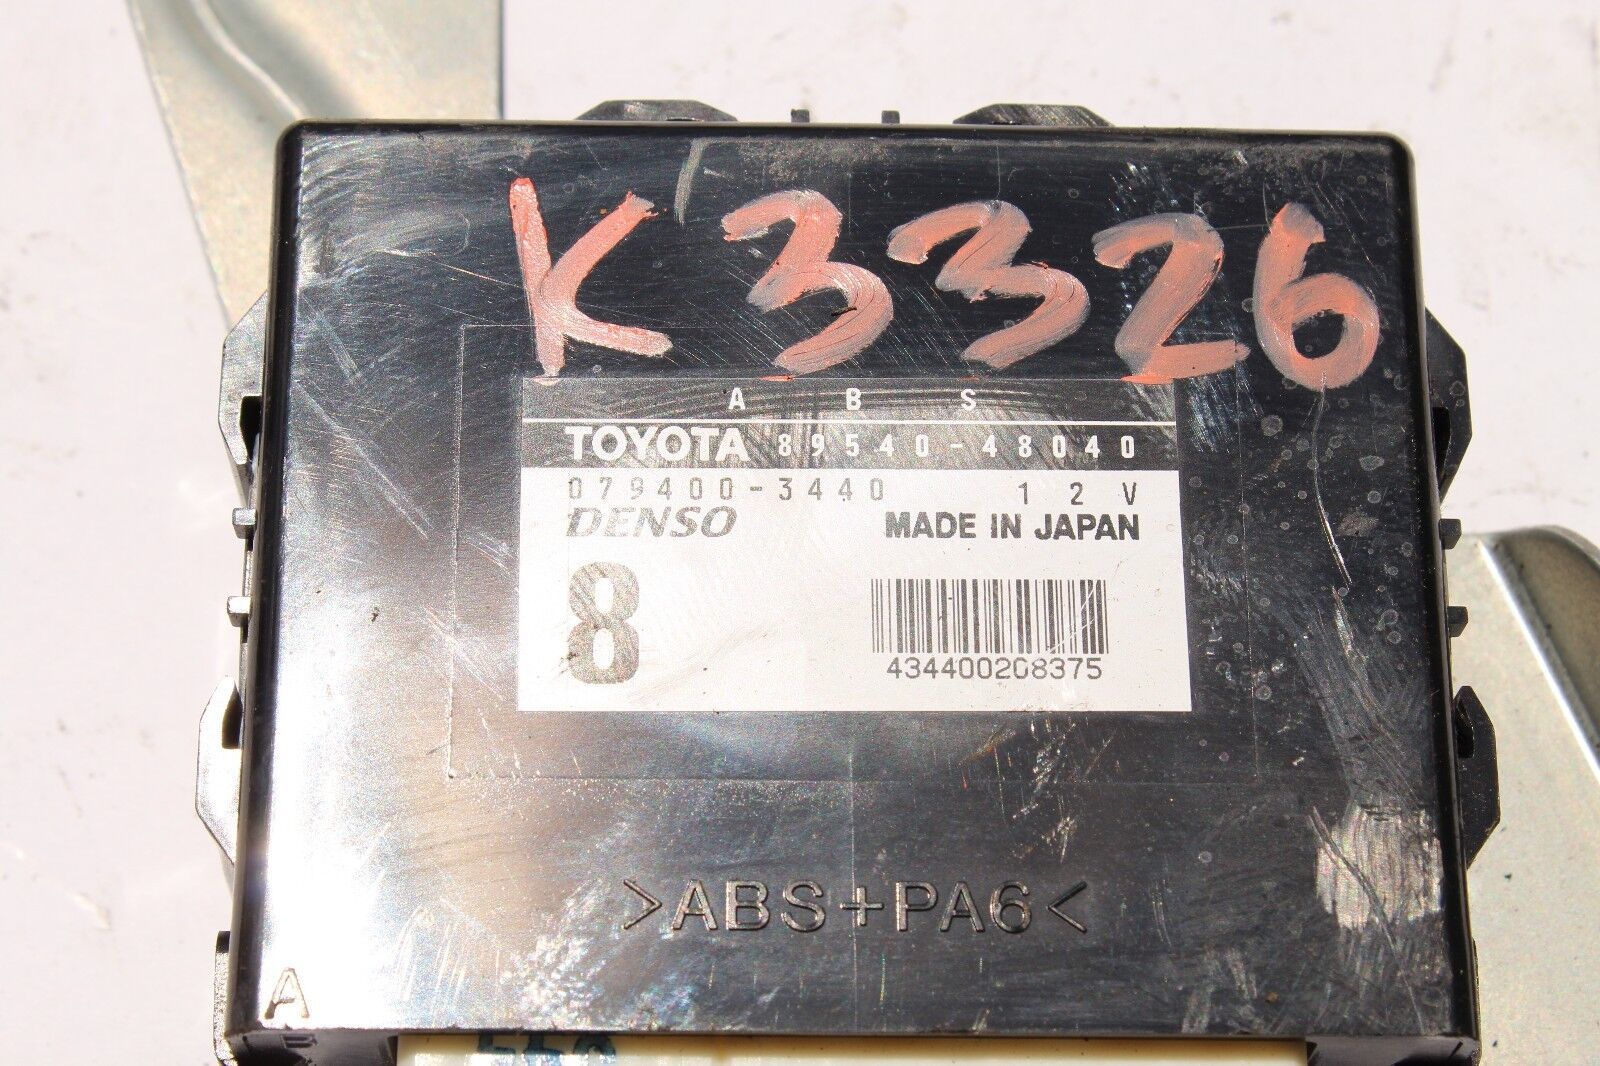 K3326
A B S
TOYOTA 89540-48040
079400-3440 12V
DENSO MADE IN JAPAN
8
434400208375
>ABS+PA6<
A